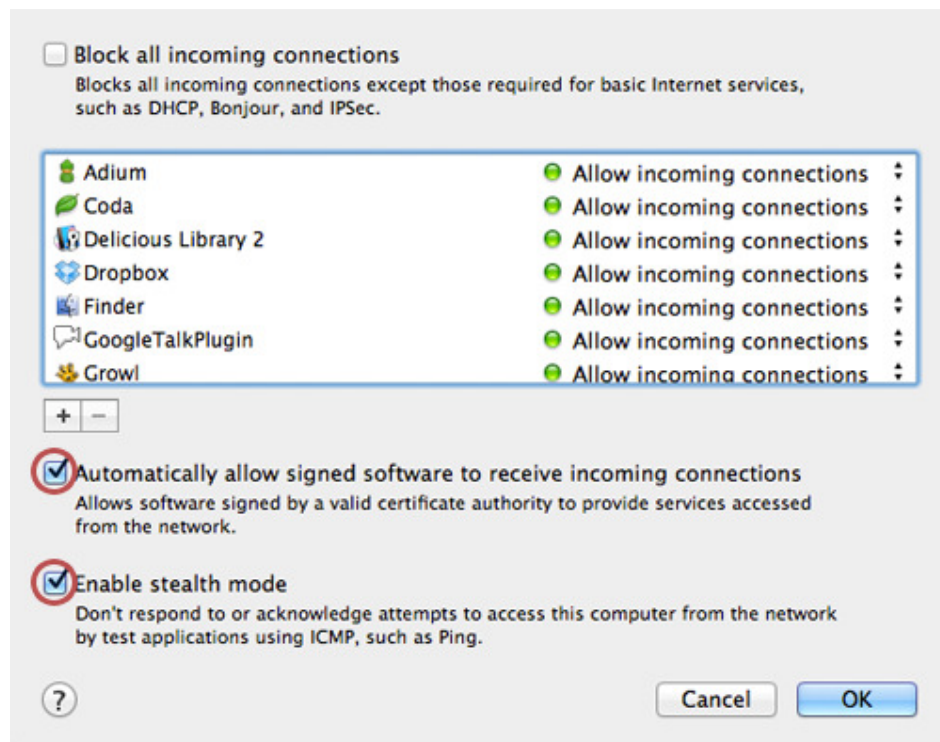 Block all incoming connections
Blocks all incoming connections except those required for basic Internet services,
such as DHCP, Bonjour, and IPSec.
Adium Allow incoming connections
Coda Allow incoming connections
Delicious Library 2 Allow incoming connections
Dropbox Allow incoming connections
Finder Allow incoming connections
GoogleTalkPlugin Allow incoming connections
Growl Allow incoming connections
+ −
Automatically allow signed software to receive incoming connections
Allows software signed by a valid certificate authority to provide services accessed
from the network.
Enable stealth mode
Don't respond to or acknowledge attempts to access this computer from the network
by test applications using ICMP, such as Ping.
? Cancel OK